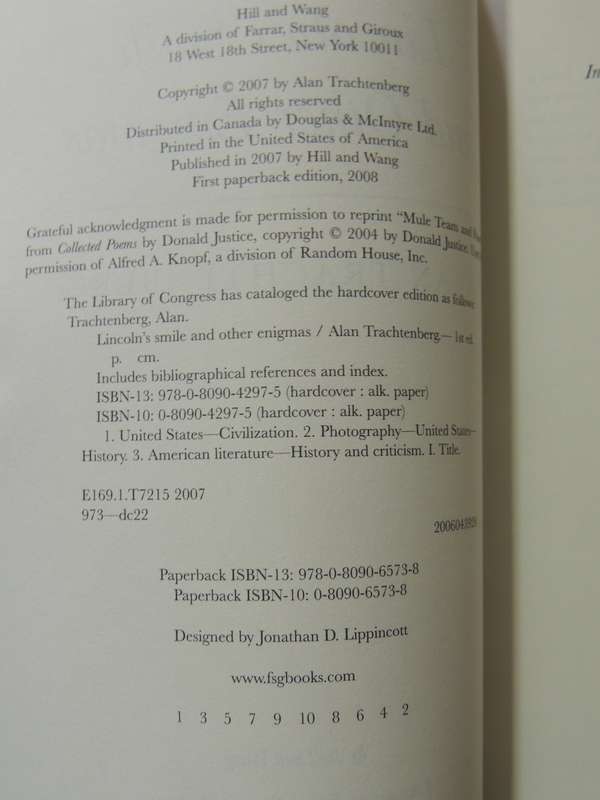 Hill and Wang
A division of Farrar, Straus and Giroux
18 West 18th Street, New York 10011
Copyright © 2007 by Alan Trachtenberg
All rights reserved
Distributed in Canada by Douglas & McIntyre Ltd.
Printed in the United States of America
Published in 2007 by Hill and Wang
First paperback edition, 2008
Grateful acknowledgment is made for permission to reprint “Mule Team and
from Collected Poems by Donald Justice, copyright © 2004 by Donald Justice.
permission of Alfred A. Knopf, a division of Random House, Inc.
The Library of Congress has cataloged the hardcover edition as follows:
Trachtenberg, Alan.
Lincoln’s smile and other enigmas / Alan Trachtenberg.— 1st ed.
p. cm.
Includes bibliographical references and index.
ISBN-13: 978-0-8090-4297-5 (hardcover : alk. paper)
ISBN-10: 0-8090-4297-5 (hardcover : alk. paper)
1. United States—Civilization. 2. Photography—United States—
History. 3. American literature—History and criticism. I. Title.
E169.1.T7215 2007
973—dc22
Paperback ISBN-13: 978-0-8090-6573-8
Paperback ISBN-10: 0-8090-6573-8
Designed by Jonathan D. Lippincott
www.fsgbooks.com
1 3 5 7 9 10 8 6 4 2
In